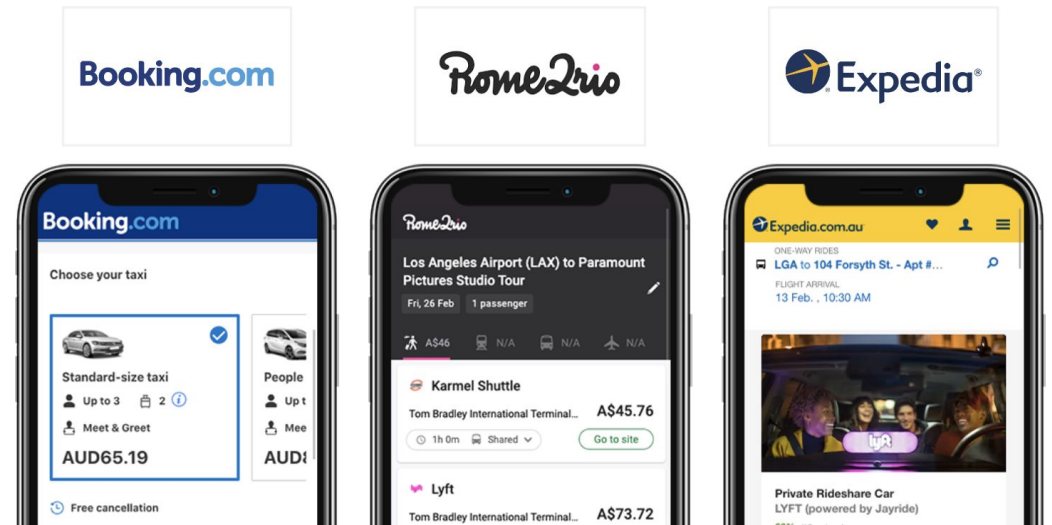 Booking.com
Rome2rio
Expedia®
Booking.com
Choose your taxi
Standard-size taxi
Up to 3 2
Meet & Greet
AUD65.19
People
Up t
Mee
AUD
Free cancellation
Rome2rio
Los Angeles Airport (LAX) to Paramount
Pictures Studio Tour
Fri, 26 Feb 1 passenger
A$46 N/A N/A N/A
Karmel Shuttle
Tom Bradley International Terminal... A$45.76
1h 0m Shared Go to site
Lyft
Tom Bradley International Terminal... A$73.72
Expedia.com.au
ONE-WAY RIDES
LGA to 104 Forsyth St. - Apt #...
FLIGHT ARRIVAL
13 Feb. , 10:30 AM
lyft
Private Rideshare Car
LYFT (powered by Jayride)